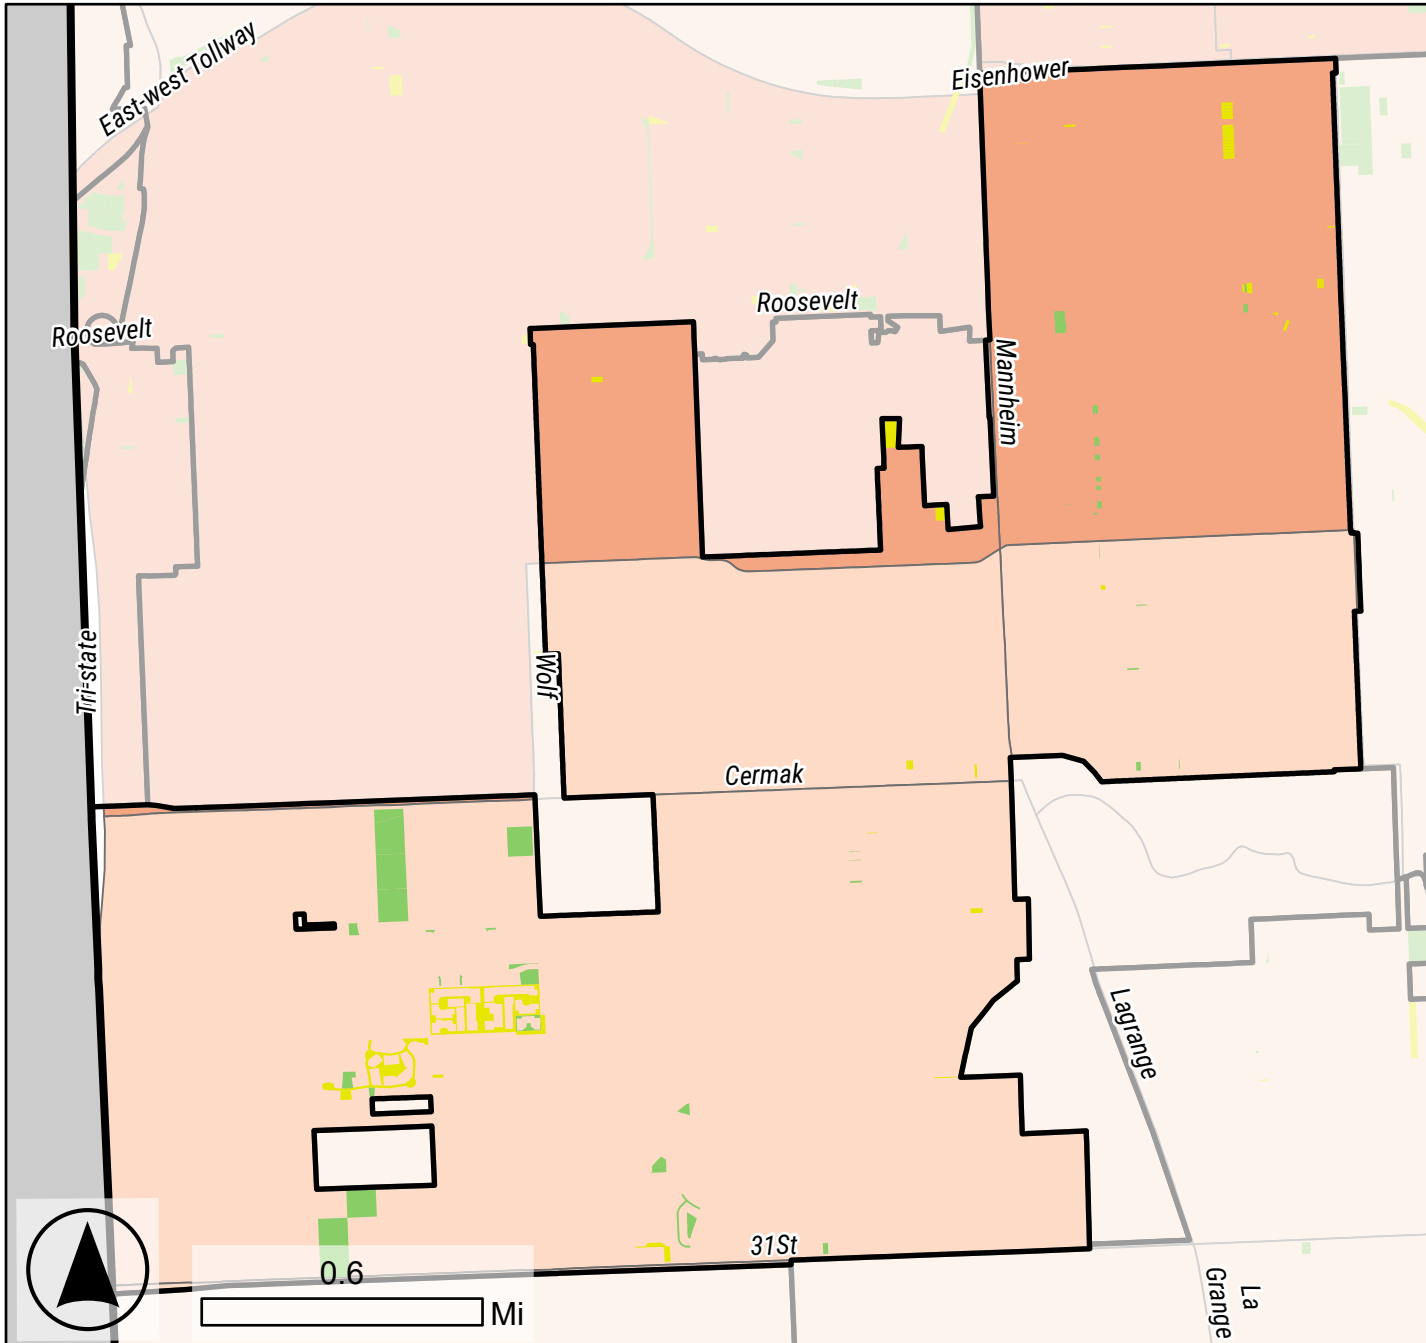 East-west Tollway
Eisenhower
Roosevelt
Roosevelt
Mannheim
Tri-state
Wolf
Cermak
Lagrange
31St
0.6
Mi
La
Grange